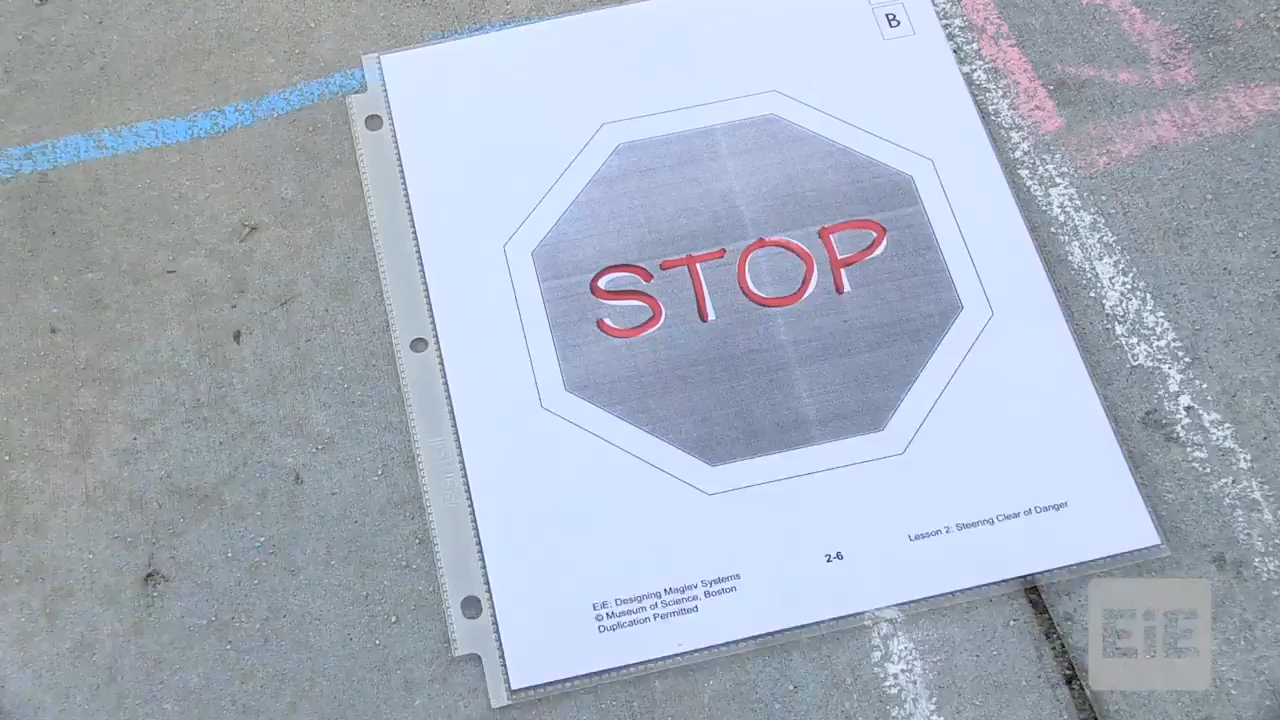 B
STOP
Lesson 2: Steering Clear of Danger
2-6
EiE: Designing Maglev Systems
© Museum of Science, Boston
Duplication Permitted
EiE